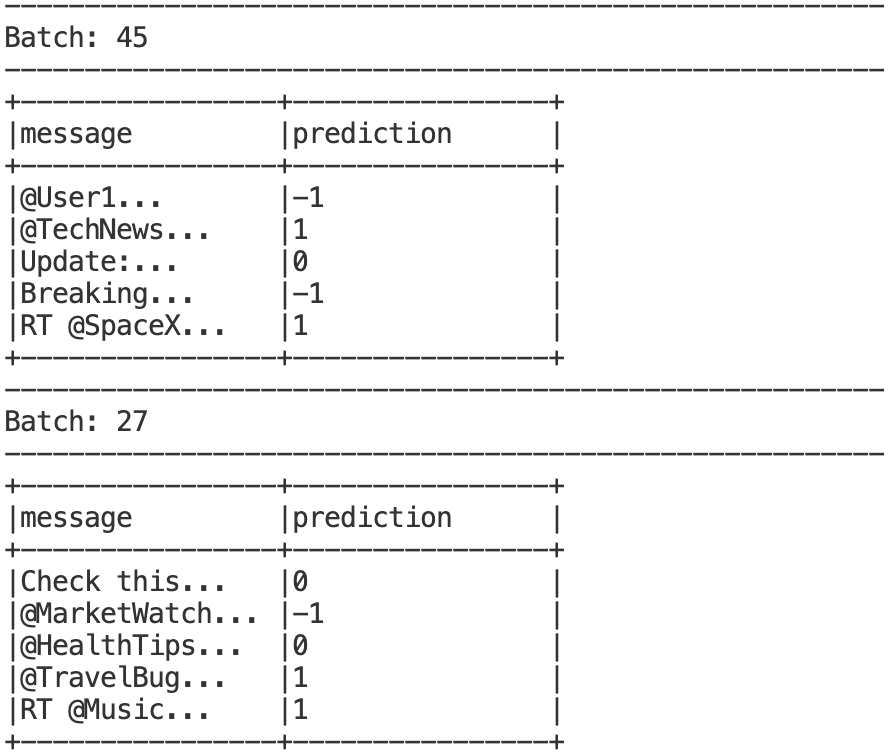 -------------------------------------------------------
Batch: 45
-------------------------------------------------------
+----------------+----------------+
|message         |prediction      |
+----------------+----------------+
|@User1...       |-1              |
|@TechNews...    |1               |
|Update:...      |0               |
|Breaking...     |-1              |
|RT @SpaceX...   |1               |
+----------------+----------------+
-------------------------------------------------------
Batch: 27
-------------------------------------------------------
+----------------+----------------+
|message         |prediction      |
+----------------+----------------+
|Check this...   |0               |
|@MarketWatch... |-1              |
|@HealthTips...  |0               |
|@TravelBug...   |1               |
|RT @Music...    |1               |
+----------------+----------------+